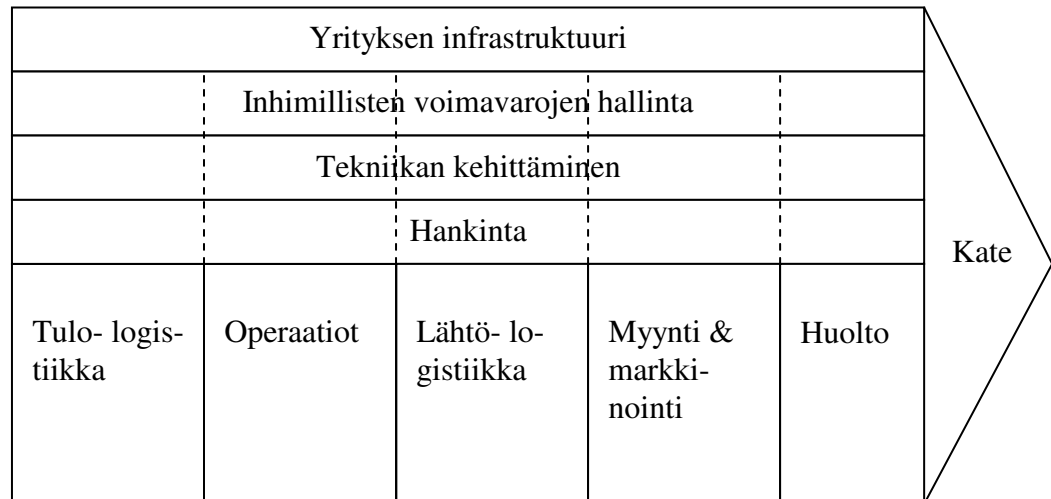 Yrityksen infrastruktuuri
Inhimillisten voimavarojen hallinta
Tekniikan kehittäminen
Hankinta
Kate
Tulo- logis-
tiikka
Operaatiot
Lähtö- lo-
gistiikka
Myynti &
markki-
nointi
Huolto